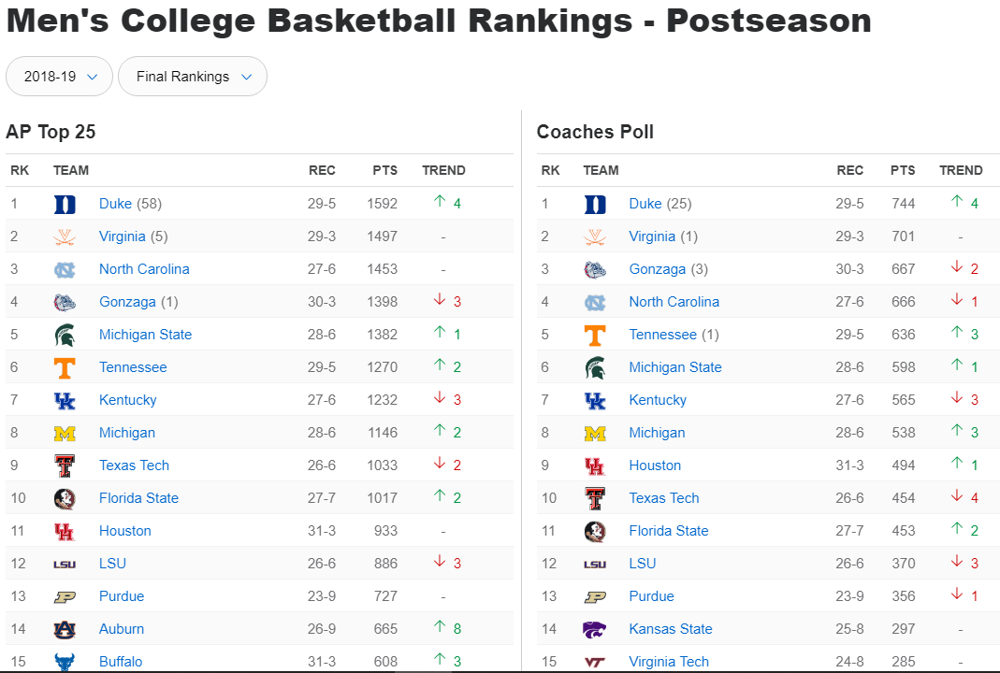 Men's College Basketball Rankings - Postseason
2018-19 Final Rankings
AP Top 25
RK TEAM REC PTS TREND
1 Duke (58) 29-5 1592 ↑ 4
2 Virginia (5) 29-3 1497 -
3 North Carolina 27-6 1453 -
4 Gonzaga (1) 30-3 1398 ↓ 3
5 Michigan State 28-6 1382 ↑ 1
6 Tennessee 29-5 1270 ↑ 2
7 Kentucky 27-6 1232 ↓ 3
8 Michigan 28-6 1146 ↑ 2
9 Texas Tech 26-6 1033 ↓ 2
10 Florida State 27-7 1017 ↑ 2
11 Houston 31-3 933 -
12 LSU LSU 26-6 886 ↓ 3
13 Purdue 23-9 727 -
14 Auburn 26-9 665 ↑ 8
15 Buffalo 31-3 608 ↑ 3
Coaches Poll
RK TEAM REC PTS TREND
1 Duke (25) 29-5 744 ↑ 4
2 Virginia (1) 29-3 701 -
3 Gonzaga (3) 30-3 667 ↓ 2
4 North Carolina 27-6 666 ↓ 1
5 Tennessee (1) 29-5 636 ↑ 3
6 Michigan State 28-6 598 ↑ 1
7 Kentucky 27-6 565 ↓ 3
8 Michigan 28-6 538 ↑ 3
9 Houston 31-3 494 ↑ 1
10 Texas Tech 26-6 454 ↓ 4
11 Florida State 27-7 453 ↑ 2
12 LSU LSU 26-6 370 ↓ 3
13 Purdue 23-9 356 ↓ 1
14 Kansas State 25-8 297 -
15 Virginia Tech 24-8 285 -